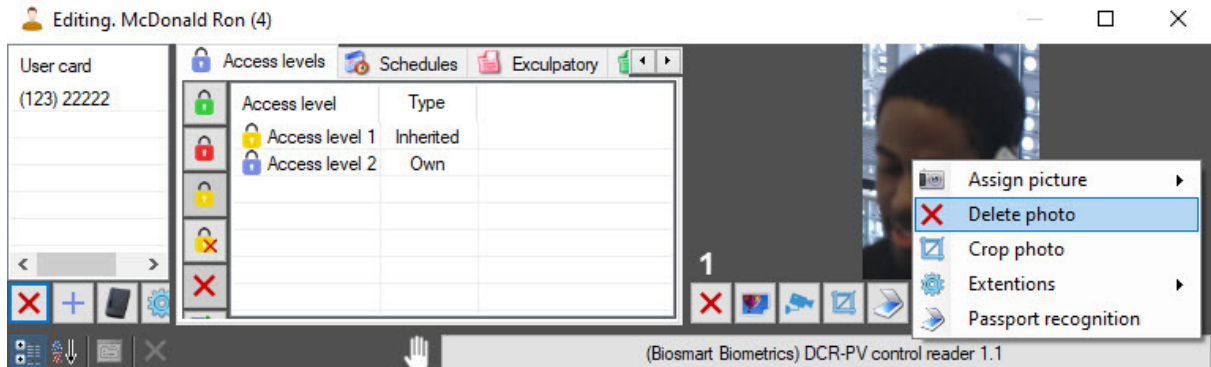 Editing. McDonald Ron (4)
User card
(123) 22222
Access levels Schedules Exculpatory
Access level Type
Access level 1 Inherited
Access level 2 Own
Assign picture
Delete photo
Crop photo
Extentions
Passport recognition
1
(Biosmart Biometrics) DCR-PV control reader 1.1